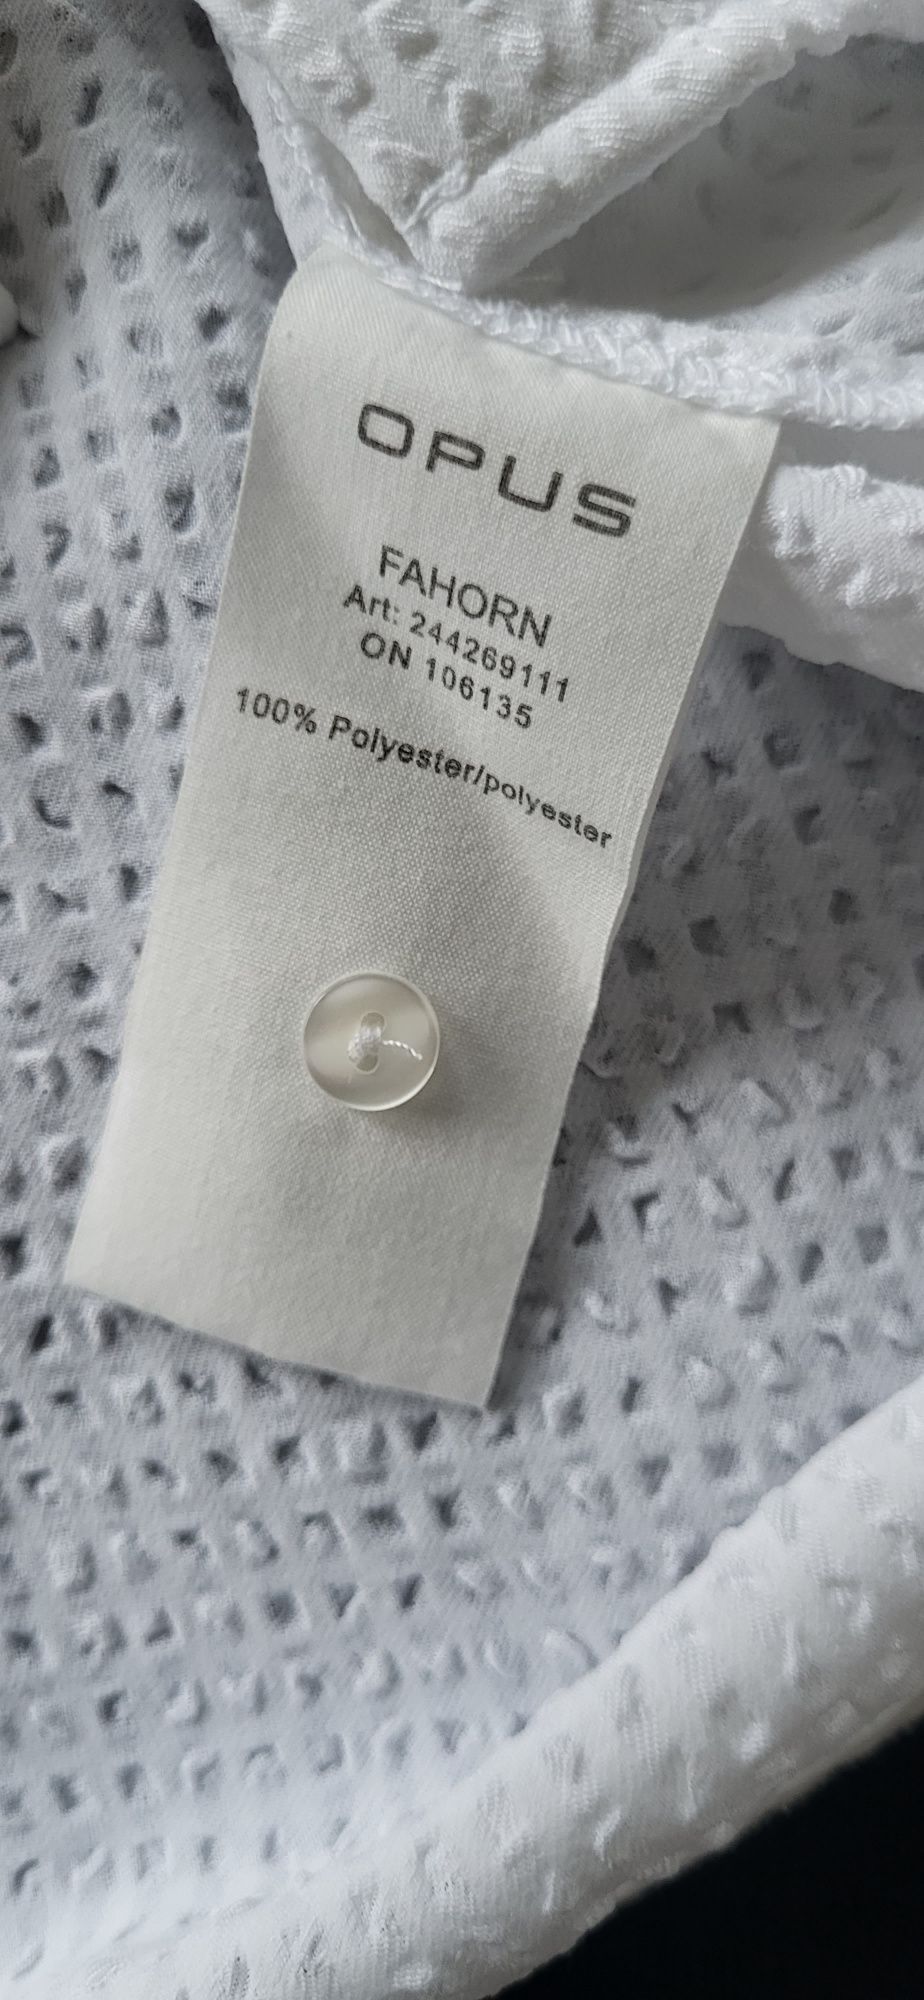 OPUS
FAHORN
Art: 244269111
ON 106135
100% Polyester/polyester